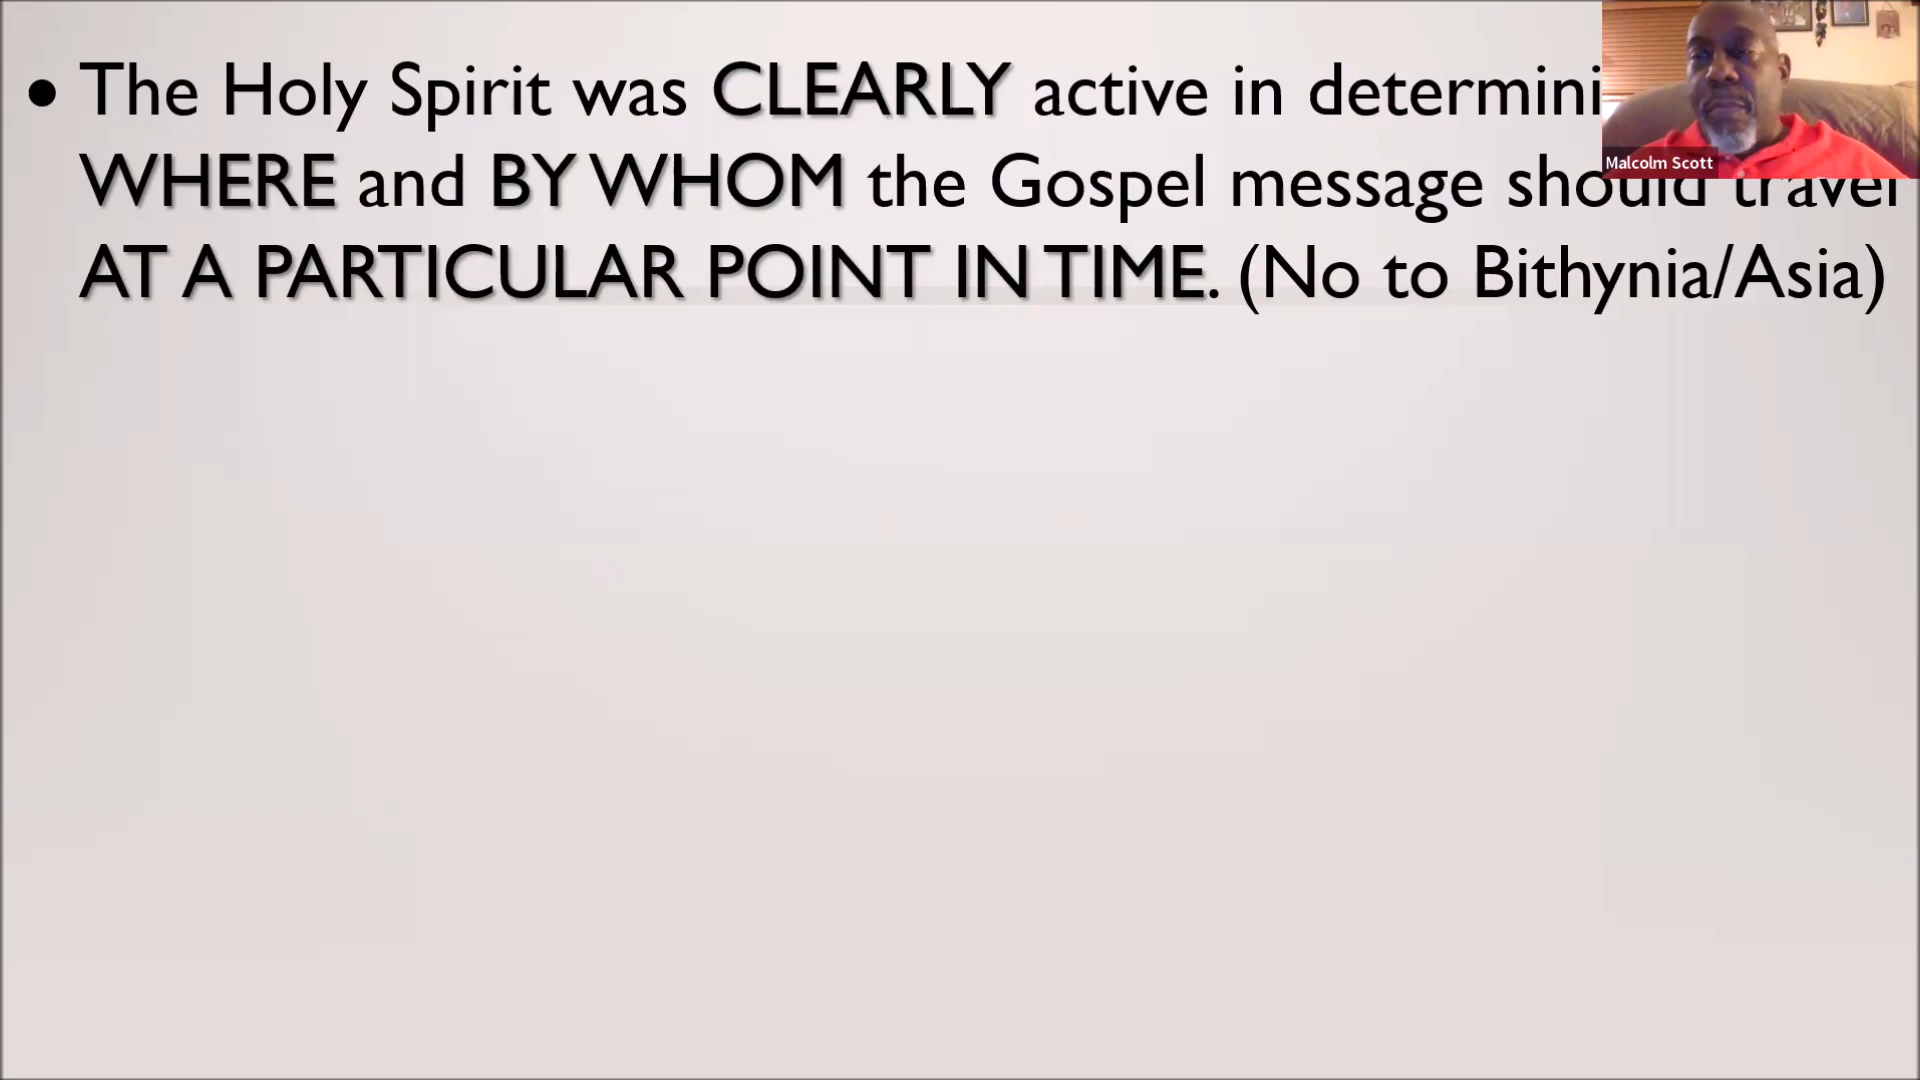 • The Holy Spirit was CLEARLY active in determini
WHERE and BY WHOM the Gospel message should travel
AT A PARTICULAR POINT IN TIME. (No to Bithynia/Asia)
Malcolm Scott